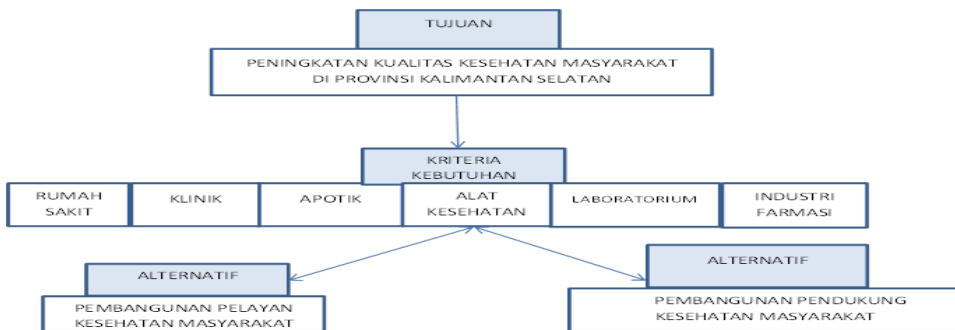 TUJUAN
PENINGKATAN KUALITAS KESEHATAN MASYARAKAT
DI PROVINSI KALIMANTAN SELATAN
KRITERIA
KEBUTUHAN
RUMAH
SAKIT
KLINIK
APOTIK
ALAT
KESEHATAN
LABORATORIUM
INDUSTRI
FARMASI
ALTERNATIF
PEMBANGUNAN PELAYAN
KESEHATAN MASYARAKAT
ALTERNATIF
PEMBANGUNAN PENDUKUNG
KESEHATAN MASYARAKAT